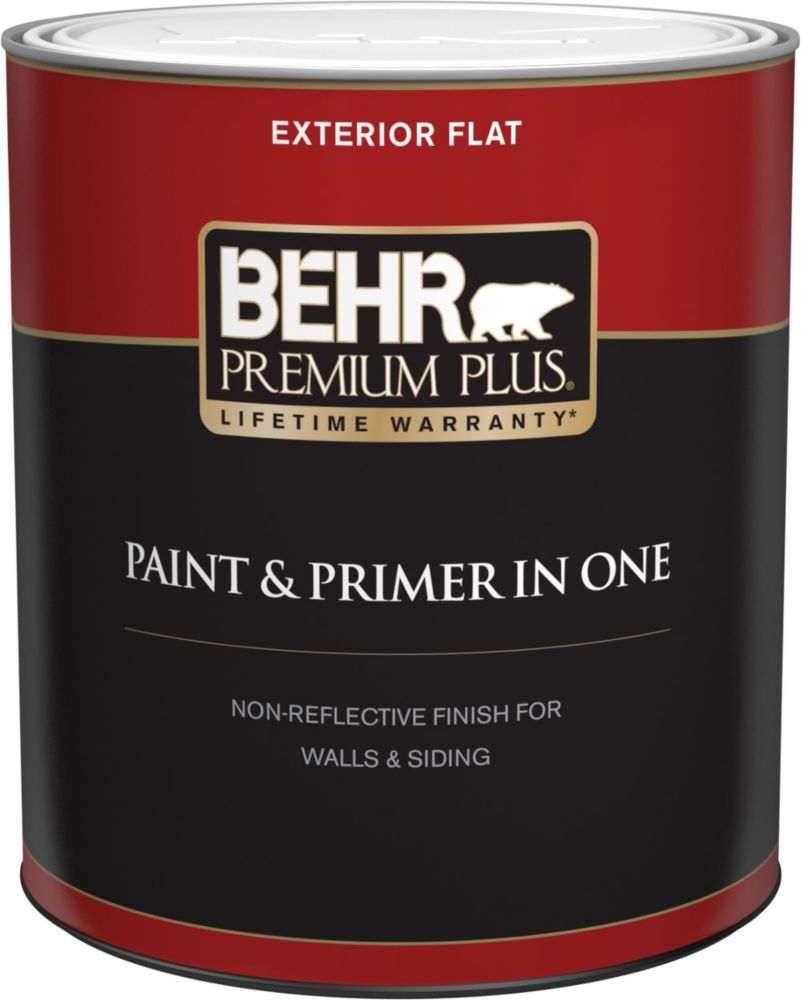 EXTERIOR FLAT
BEHR
PREMIUM PLUS®
LIFETIME WARRANTY*
PAINT & PRIMER IN ONE
NON-REFLECTIVE FINISH FOR
WALLS & SIDING